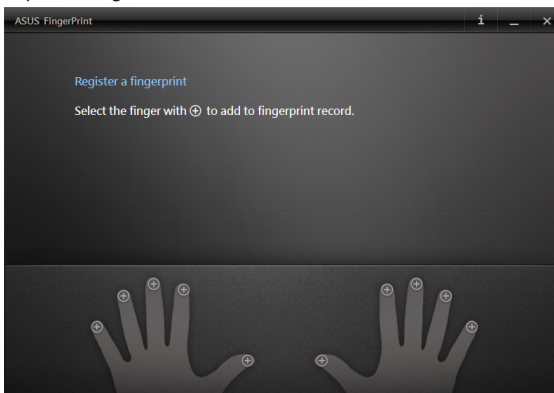 ASUS FingerPrint
Register a fingerprint
Select the finger with ⊕ to add to fingerprint record.